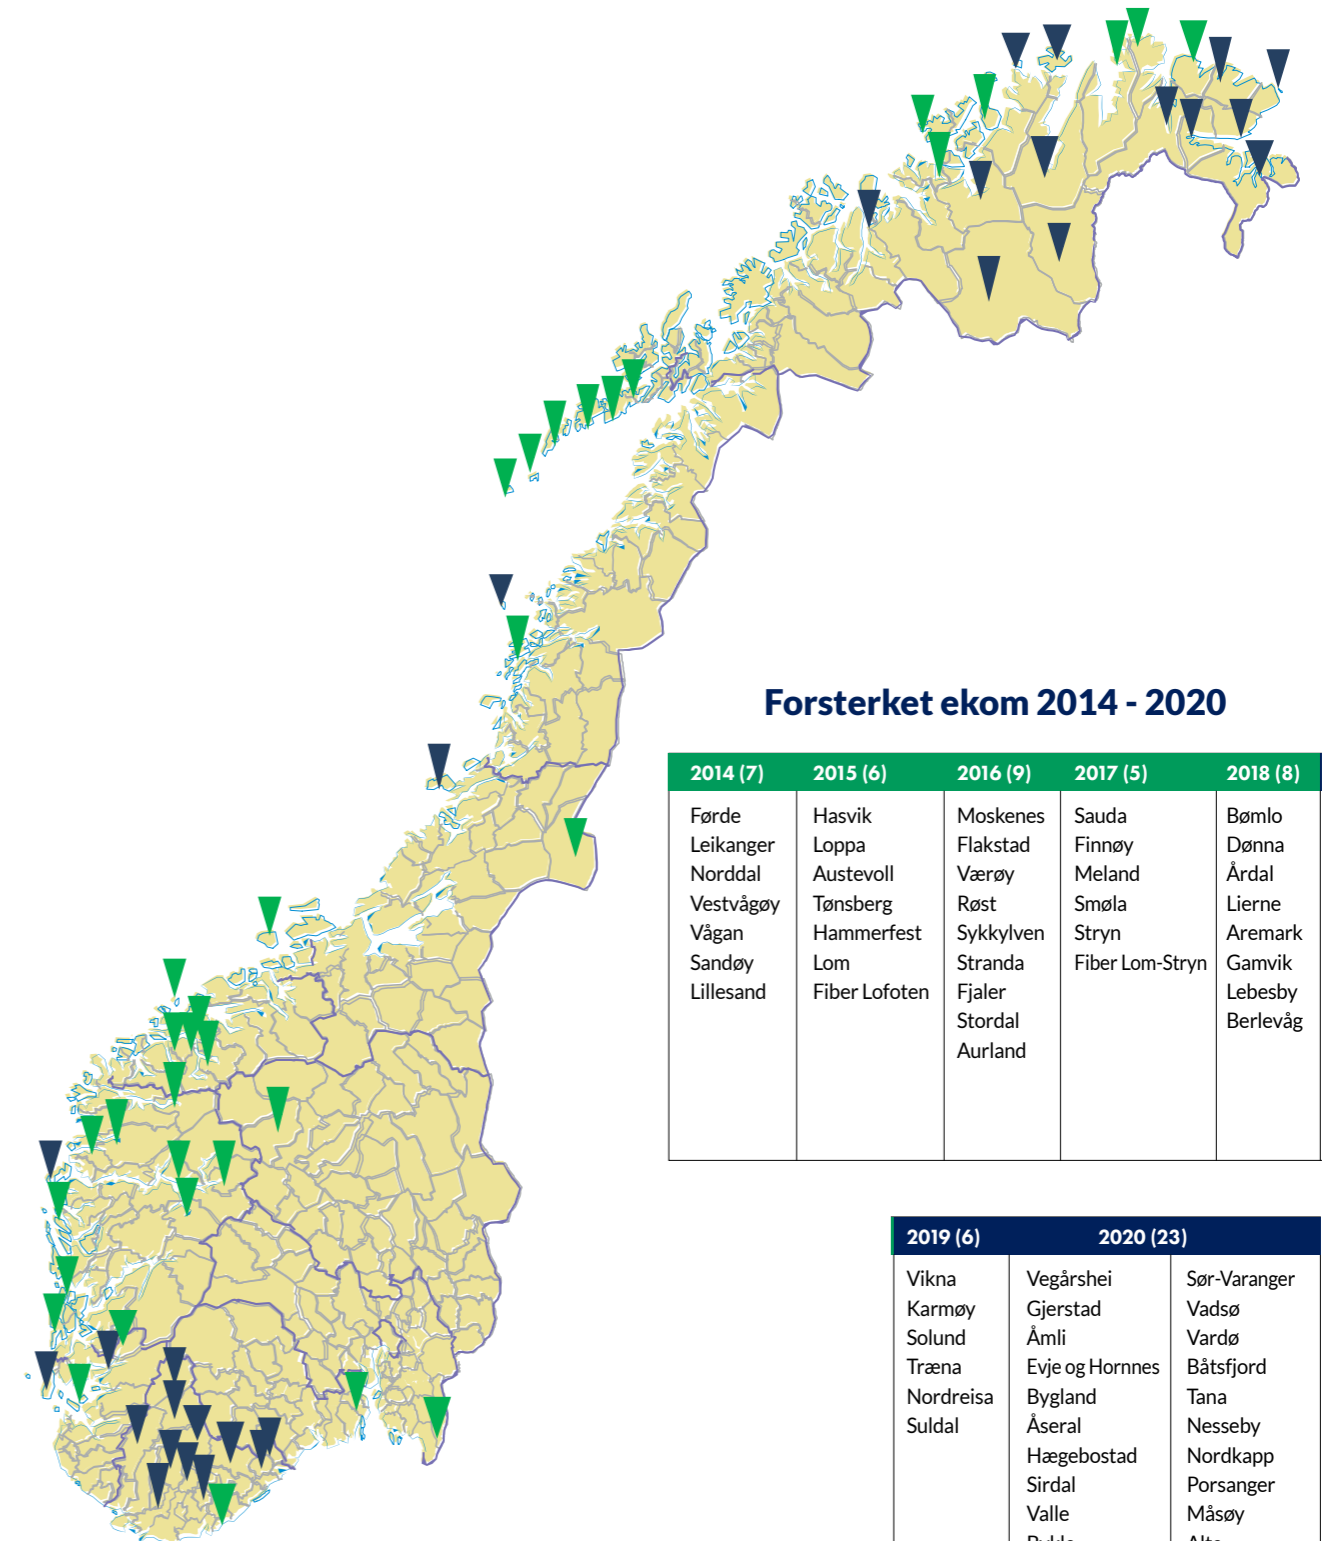 Forsterket ekom 2014 - 2020
2014 (7) 2015 (6) 2016 (9) 2017 (5) 2018 (8)
Førde Hasvik Moskenes Sauda Bømlo
Leikanger Loppa Flakstad Finnøy Dønna
Norddal Austevoll Værøy Meland Årdal
Vestvågøy Tønsberg Røst Smøla Lierne
Vågan Hammerfest Sykkylven Stryn Aremark
Sandøy Lom Stranda Fiber Lom-Stryn Gamvik
Lillesand Fiber Lofoten Fjaler Lebesby
Stordal Berlevåg
Aurland
2019 (6) 2020 (23)
Vikna Vegårshei Sør-Varanger
Karmøy Gjerstad Vadsø
Solund Åmli Vardø
Træna Evje og Hornnes Båtsfjord
Nordreisa Bygland Tana
Suldal Åseral Nesseby
Hægebostad Nordkapp
Sirdal Porsanger
Valle Måsøy